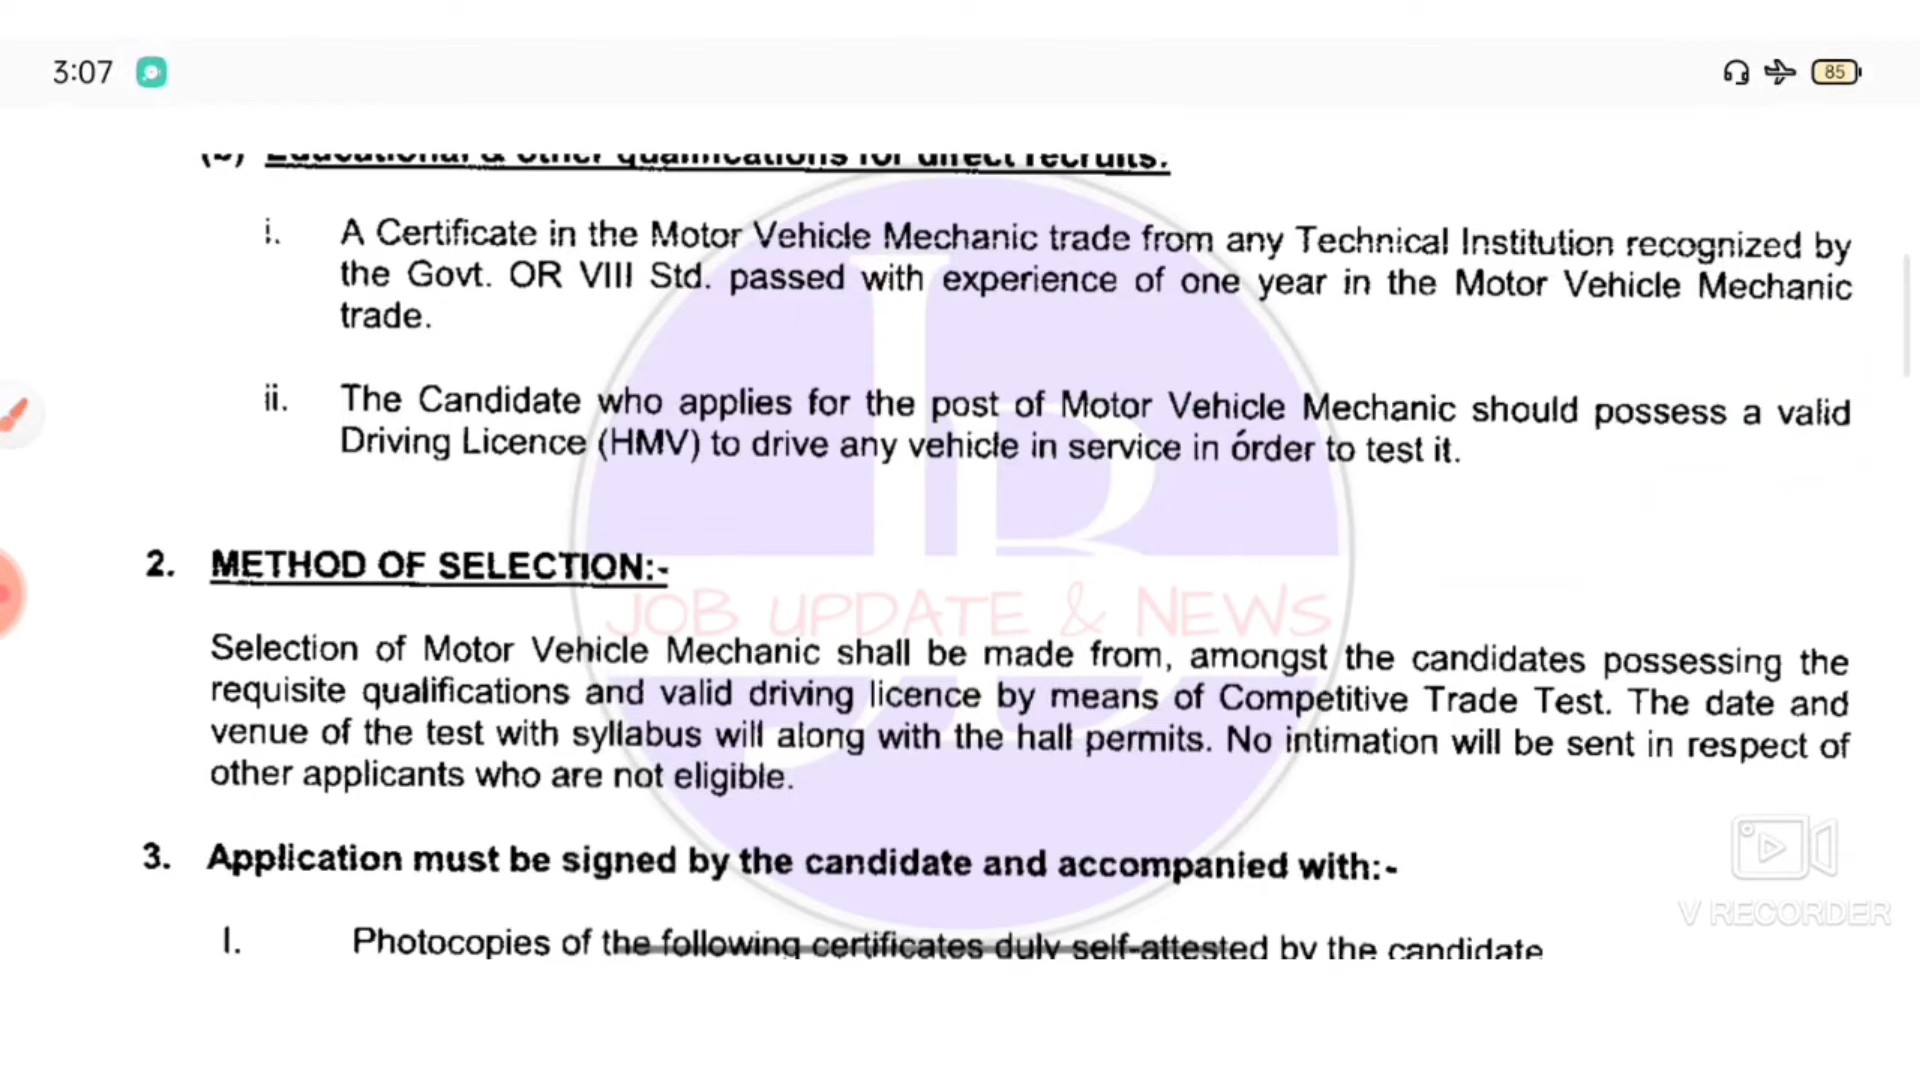 3:07
85
(b) Educational & other qualifications for direct recruits:
i. A Certificate in the Motor Vehicle Mechanic trade from any Technical Institution recognized by
the Govt. OR VIII Std. passed with experience of one year in the Motor Vehicle Mechanic
trade.
ii. The Candidate who applies for the post of Motor Vehicle Mechanic should possess a valid
Driving Licence (HMV) to drive any vehicle in service in órder to test it.
2. METHOD OF SELECTION:-
JOB UPDATE & NEWS
Selection of Motor Vehicle Mechanic shall be made from, amongst the candidates possessing the
requisite qualifications and valid driving licence by means of Competitive Trade Test. The date and
venue of the test with syllabus will along with the hall permits. No intimation will be sent in respect of
other applicants who are not eligible.
3. Application must be signed by the candidate and accompanied with:-
V RECORDER
I. Photocopies of the following certificates duly self-attested by the candidate